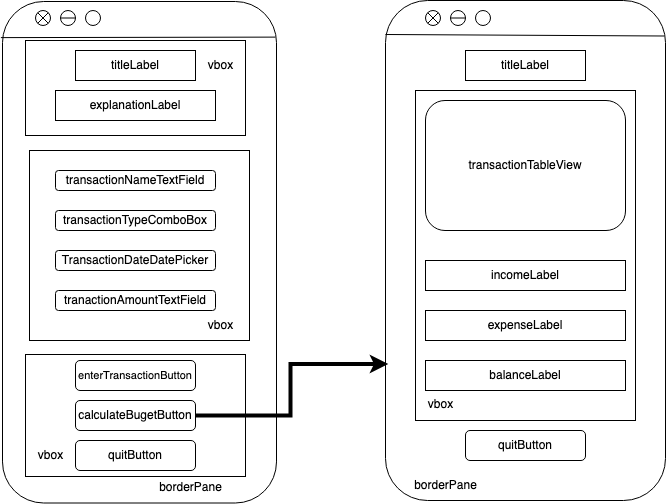 titleLabel
vbox
explanationLabel
transactionNameTextField
transactionTypeComboBox
TransactionDateDatePicker
tranactionAmountTextField
vbox
enterTransactionButton
calculateBugetButton
vbox
quitButton
borderPane
titleLabel
transactionTableView
incomeLabel
expenseLabel
balanceLabel
vbox
quitButton
borderPane